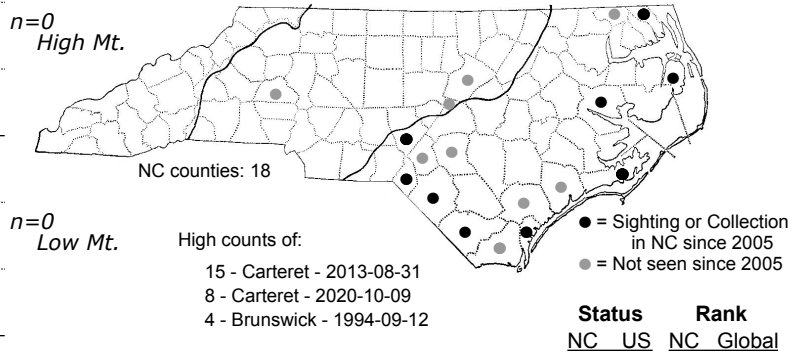 n=0
High Mt.
NC counties: 18
n=0
Low Mt.
High counts of:
15 - Carteret - 2013-08-31
8 - Carteret - 2020-10-09
4 - Brunswick - 1994-09-12
= Sighting or Collection
in NC since 2005
= Not seen since 2005
Status Rank
NC US NC Global